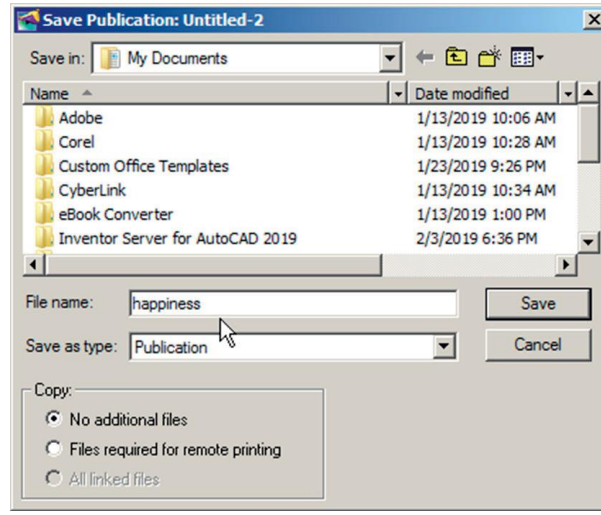 Save Publication: Untitled-2
Save in: My Documents
Name Date modified
Adobe 1/13/2019 10:06 AM
Corel 1/13/2019 10:28 AM
Custom Office Templates 1/23/2019 9:26 PM
CyberLink 1/13/2019 10:34 AM
eBook Converter 1/13/2019 1:00 PM
Inventor Server for AutoCAD 2019 2/3/2019 6:36 PM
File name: happiness Save
Save as type: Publication Cancel
Copy:
No additional files
Files required for remote printing
All linked files